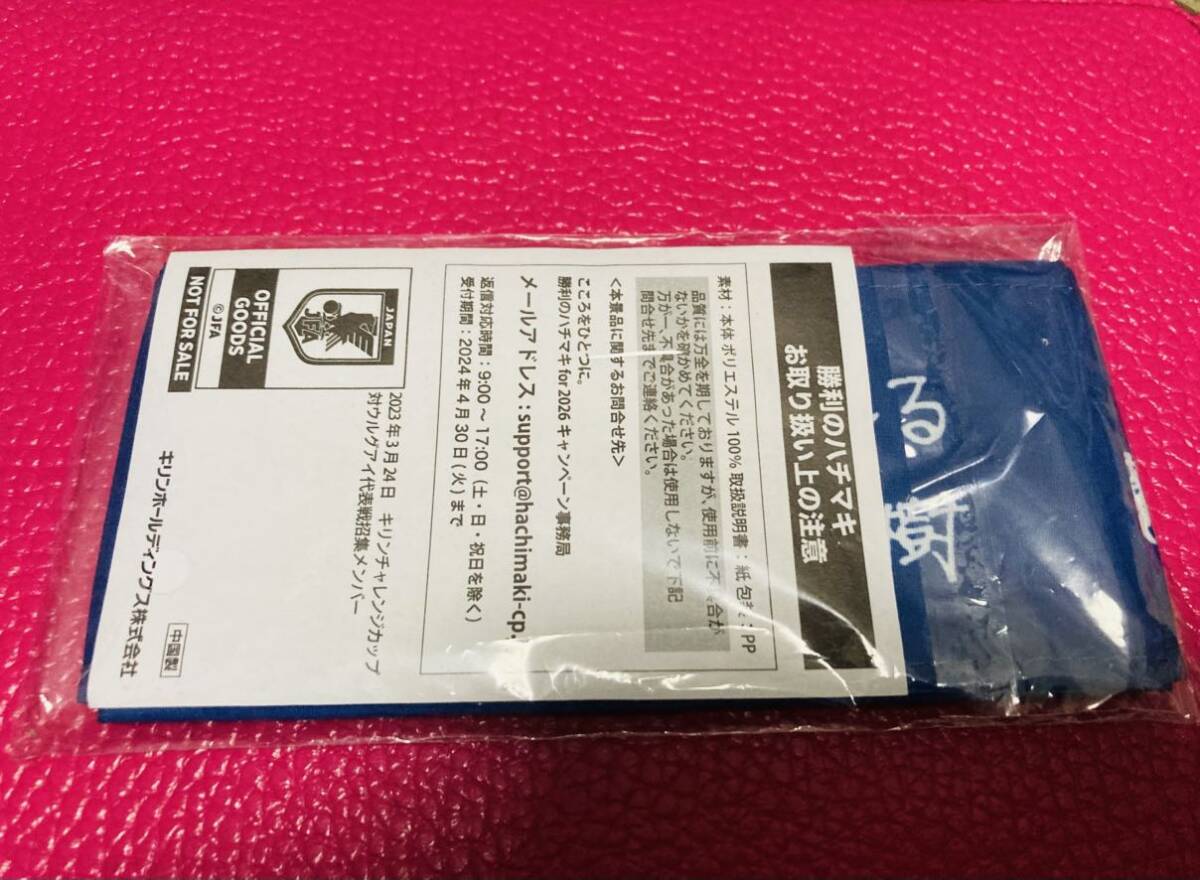 勝利のハチマキ
お取り扱い上の注意
素材：本体 ポリエステル 100% 取扱説明書：紙 包装：PP
品質には万全を期しておりますが、使用前に不具合が
ないかを確かめてください。
万が一、不具合があった場合は使用しないで下記
問合せ先までご連絡ください。
＜本景品に関するお問合せ先＞
こころをひとつに。
勝利のハチマキ for 2026 キャンペーン事務局
メールアドレス：support@hachimaki-cp.
返信対応時間：9:00～17:00（土・日・祝日を除く）
受付期間：2024年4月30日(火)まで
JAPAN
JFA
OFFICIAL
GOODS
©JFA
NOT FOR SALE
2023年3月24日 キリンチャレンジカップ
対ウルグアイ代表戦招集メンバー
キリンホールディングス株式会社
中国製
る